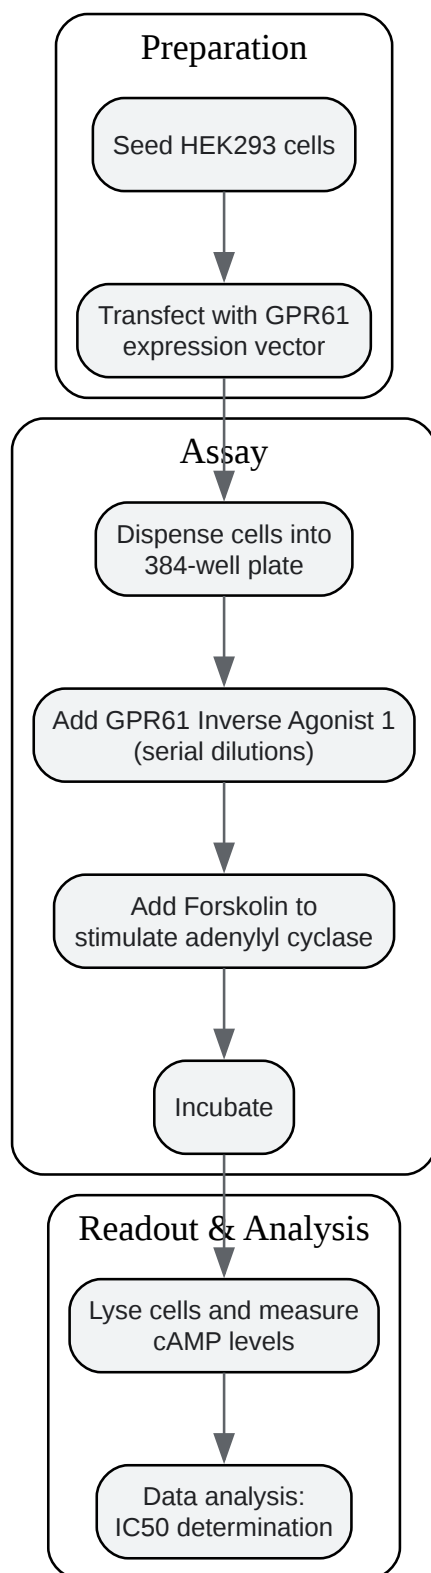 Preparation
Seed HEK293 cells
Transfect with GPR61
expression vector
Assay
Dispense cells into
384-well plate
Add GPR61 Inverse Agonist 1
(serial dilutions)
Add Forskolin to
stimulate adenylyl cyclase
Incubate
Readout & Analysis
Lyse cells and measure
cAMP levels
Data analysis:
IC50 determination